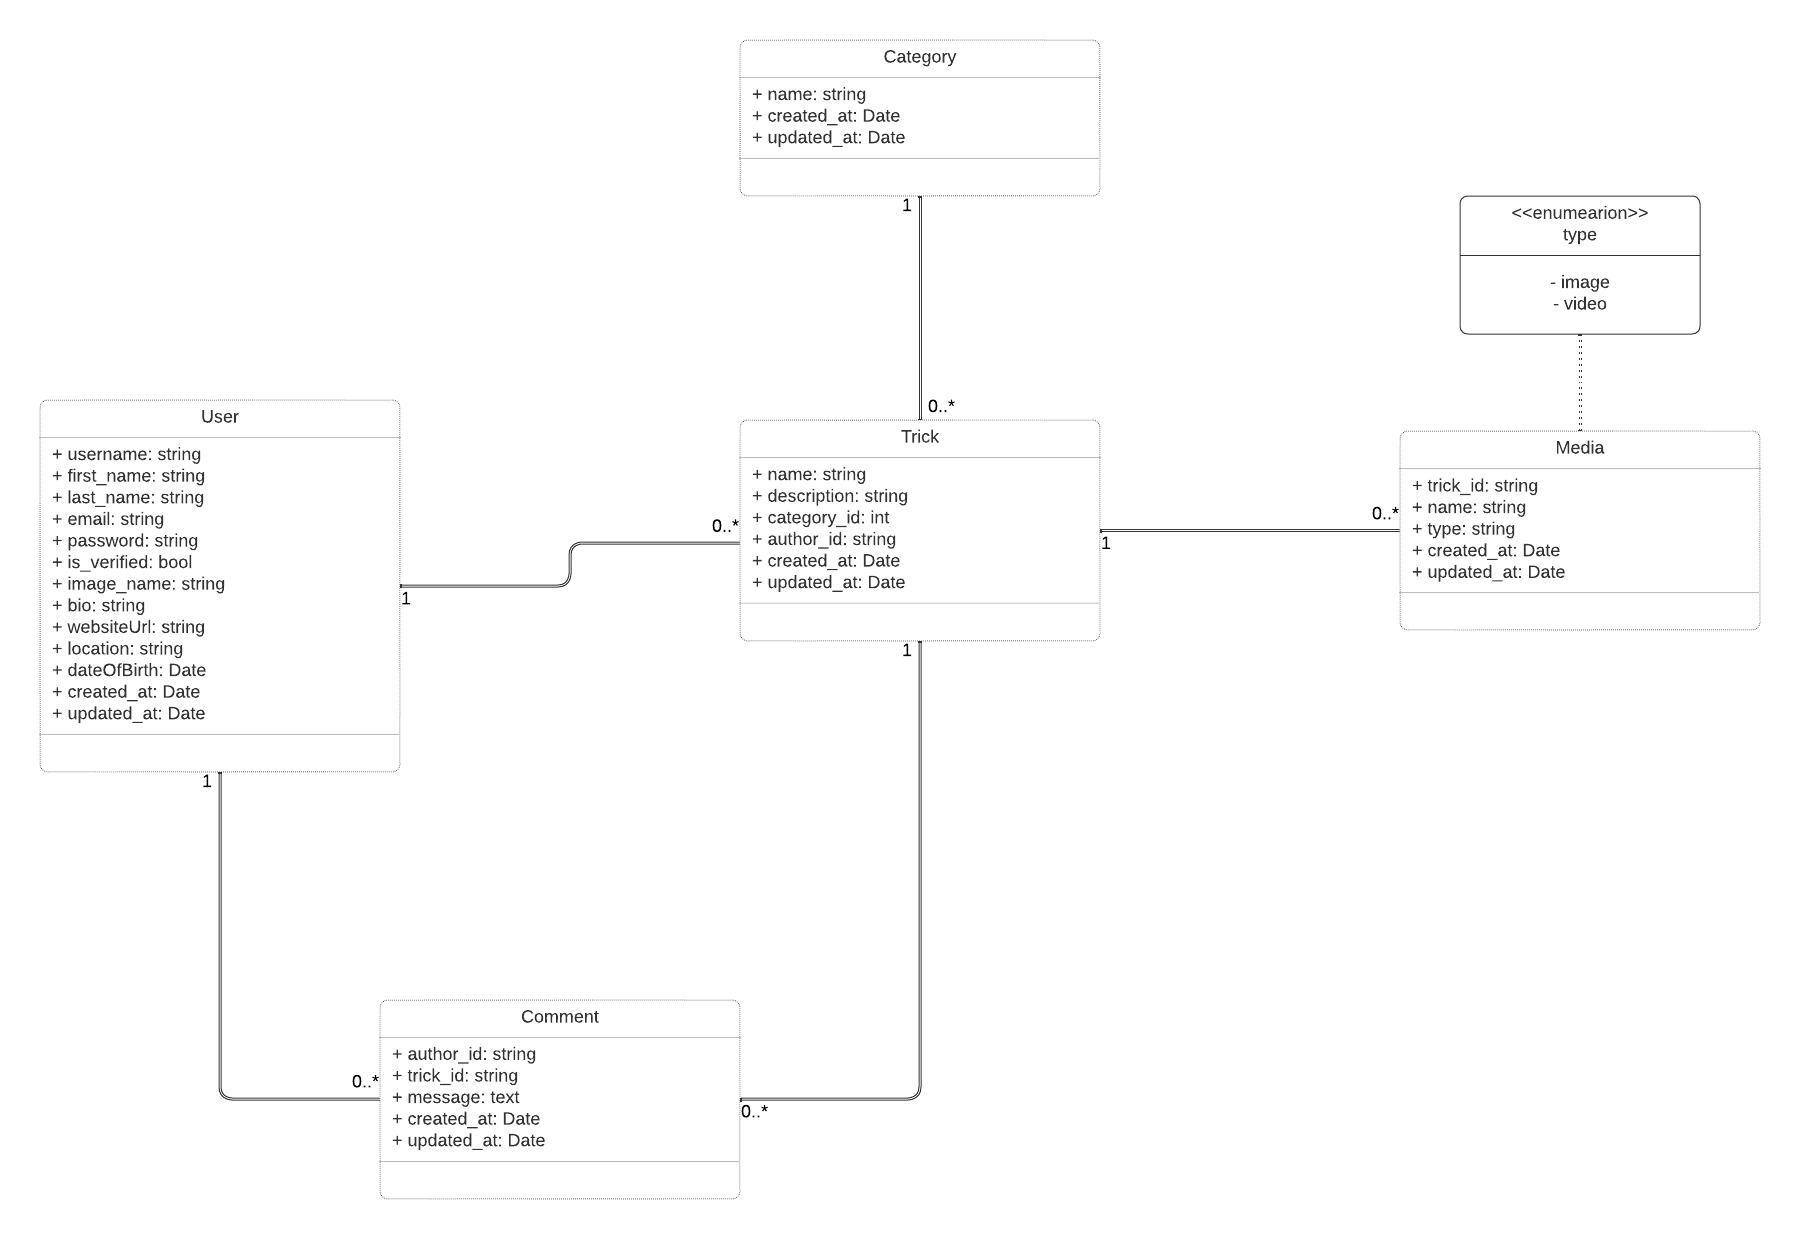 Category
+ name: string
+ created_at: Date
+ updated_at: Date
1
<<enumearion>>
type
- image
- video
0..*
User
+ username: string
+ first_name: string
+ last_name: string
+ email: string
+ password: string
+ is_verified: bool
+ image_name: string
+ bio: string
+ websiteUrl: string
+ location: string
+ dateOfBirth: Date
+ created_at: Date
+ updated_at: Date
1
1
0..*
Trick
+ name: string
+ description: string
+ category_id: int
+ author_id: string
+ created_at: Date
+ updated_at: Date
1
1
0..*
Media
+ trick_id: string
+ name: string
+ type: string
+ created_at: Date
+ updated_at: Date
Comment
+ author_id: string
+ trick_id: string
+ message: text
+ created_at: Date
+ updated_at: Date
0..*
0..*